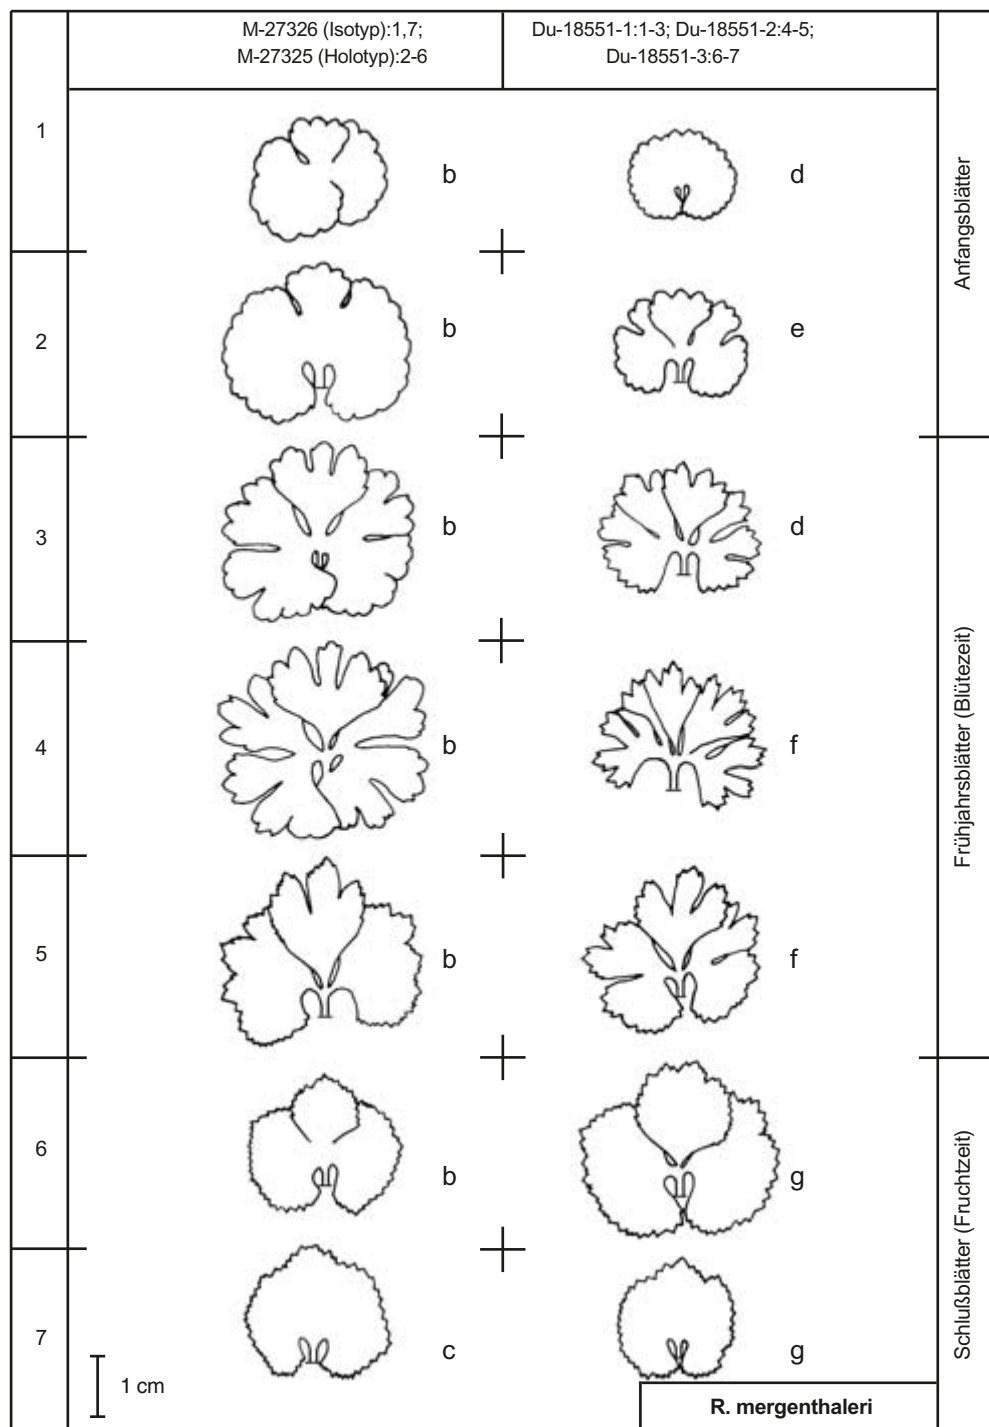 M-27326 (Isotyp):1,7;
M-27325 (Holotyp):2-6
Du-18551-1:1-3; Du-18551-2:4-5;
Du-18551-3:6-7
1
b
d
2
b
e
3
b
d
4
b
f
5
b
f
6
b
g
7
c
g
1 cm
R. mergenthaleri
Anfangsblätter
Frühjahrsblätter (Blütezeit)
Schlußblätter (Fruchtzeit)